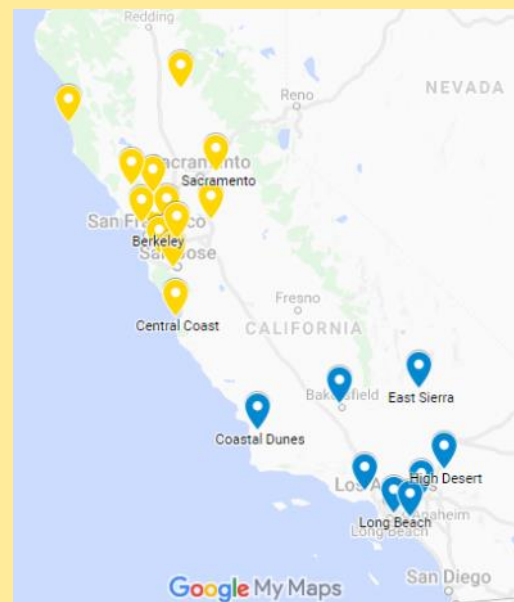 Redding
NEVADA
Reno
Sacramento
Sacramento
San Francisco
Berkeley
San Jose
Central Coast
Fresno
CALIFORNIA
East Sierra
Bakersfield
Coastal Dunes
High Desert
Los Angeles
Anaheim
Long Beach
Long Beach
San Diego
Google My Maps